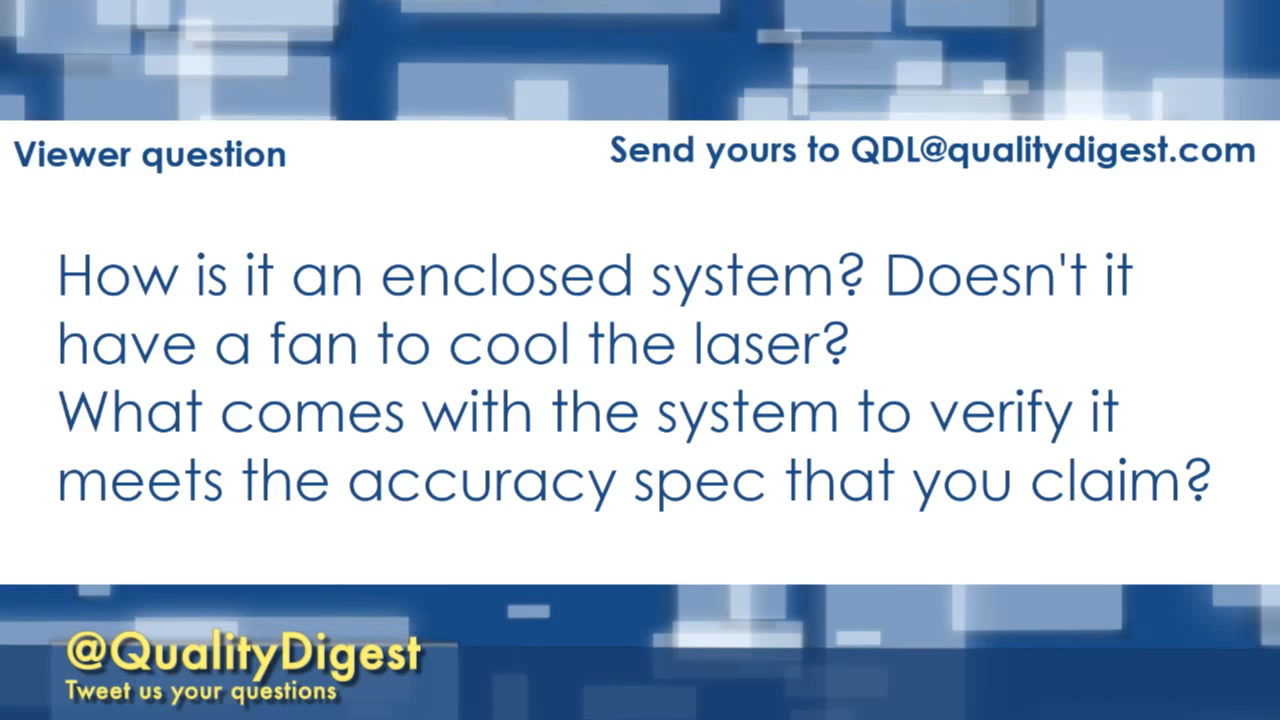 Viewer question
Send yours to QDL@qualitydigest.com
How is it an enclosed system? Doesn't it
have a fan to cool the laser?
What comes with the system to verify it
meets the accuracy spec that you claim?
@QualityDigest
Tweet us your questions